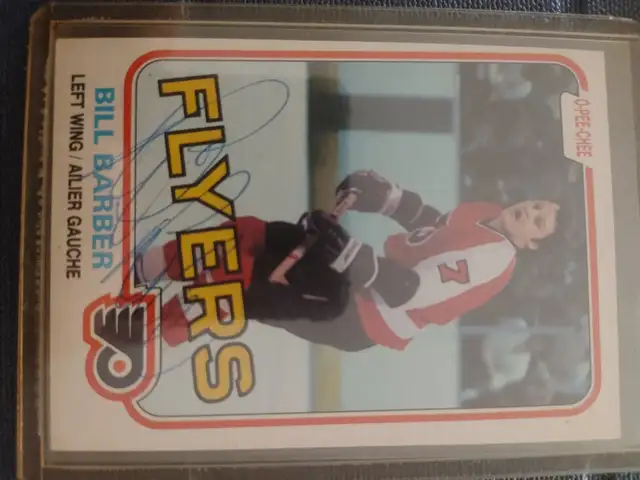 O-PEE-CHEE
7
FLYERS
BILL BARBER
LEFT WING / AILIER GAUCHE